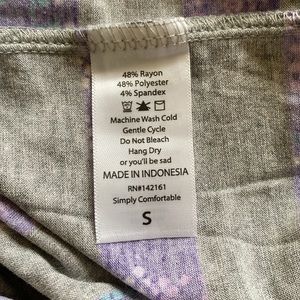 48% Rayon
48% Polyester
4% Spandex
Machine Wash Cold
Gentle Cycle
Do Not Bleach
Hang Dry
or you'll be sad
MADE IN INDONESIA
RN#142161
Simply Comfortable
S